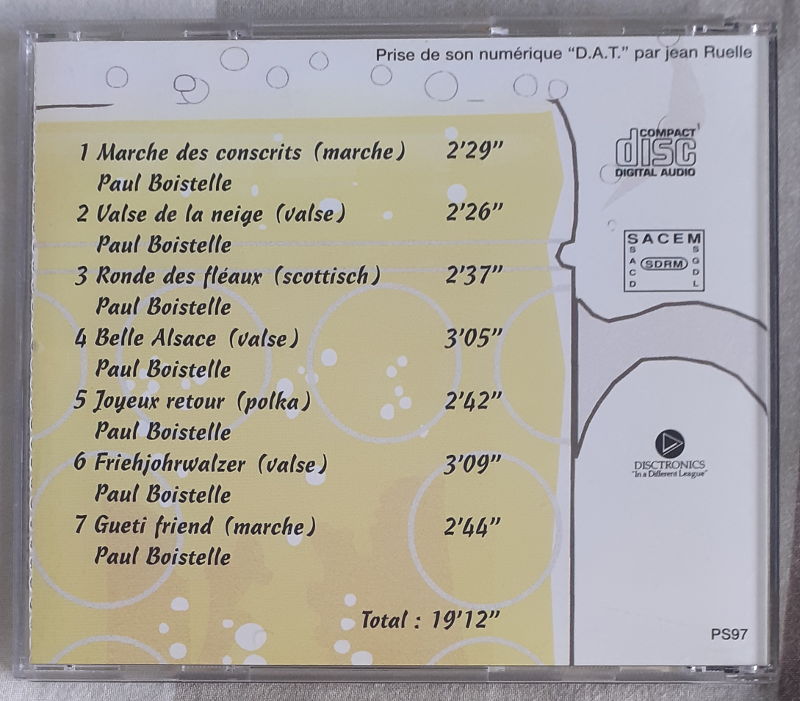 Prise de son numérique “D.A.T.” par jean Ruelle
1 Marche des conscrits (marche) 2’29”
Paul Boistelle
2 Valse de la neige (valse) 2’26”
Paul Boistelle
3 Ronde des fléaux (scottisch) 2’37”
Paul Boistelle
4 Belle Alsace (valse) 3’05”
Paul Boistelle
5 Joyeux retour (polka) 2’42”
Paul Boistelle
6 Friehjohrwalzer (valse) 3’09”
Paul Boistelle
7 Gueti friend (marche) 2’44”
Paul Boistelle
Total : 19’12”
COMPACT
disc
DIGITAL AUDIO
SACEM
SACD
SDRM
SGDL
DISCTRONICS
"In a Different League"
PS97